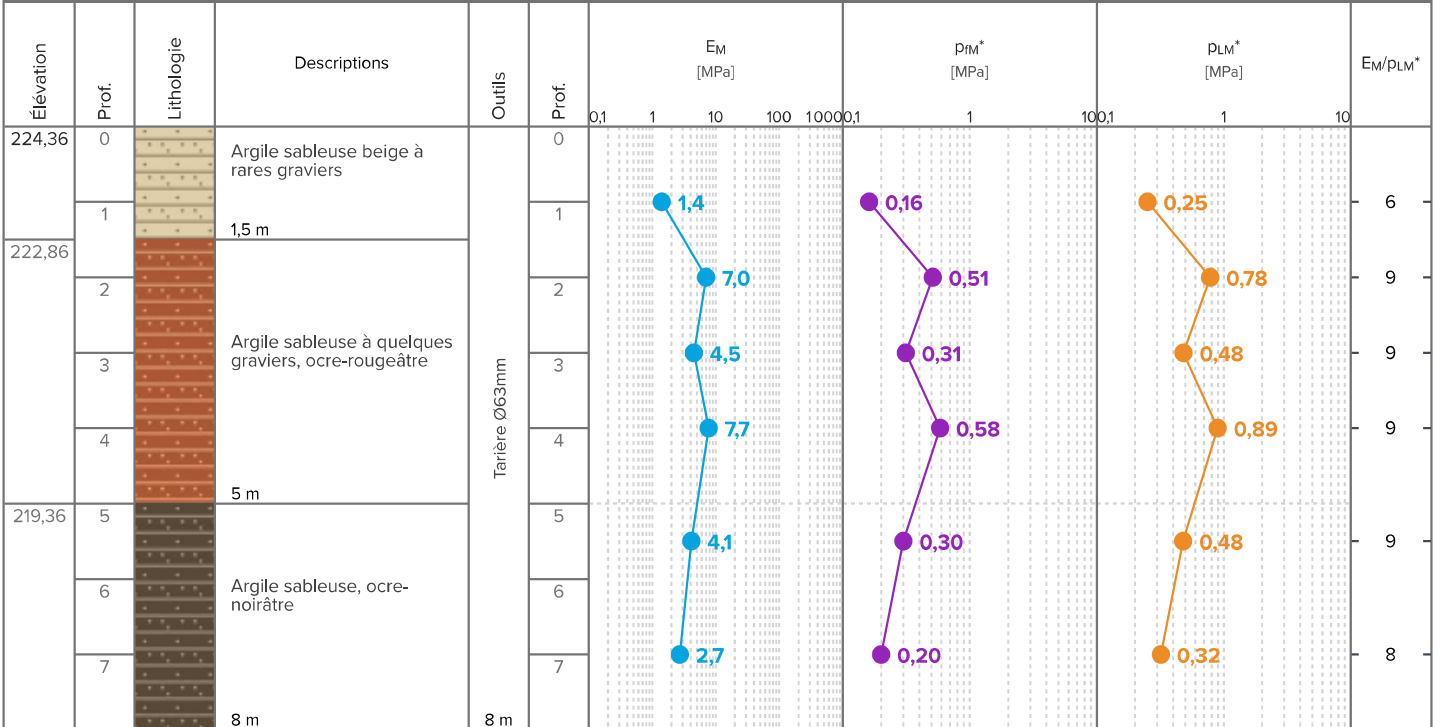 Élévation
Prof.
Lithologie
Descriptions
Outils
Prof.
EM
[MPa]
pfM*
[MPa]
pLM*
[MPa]
EM/pLM*
0,1 1 10 100 1000
0,1 1 10
0,1 1 10
224,36
0
Argile sableuse beige à
rares graviers
0
1
1,5 m
1
1,4
0,16
0,25
6
222,86
2
2
7,0
0,51
0,78
9
Argile sableuse à quelques
graviers, ocre-rougeâtre
3
3
4,5
0,31
0,48
9
4
4
7,7
0,58
0,89
9
5 m
Tarière Ø63mm
219,36
5
5
4,1
0,30
0,48
9
Argile sableuse, ocre-
noirâtre
6
6
7
7
2,7
0,20
0,32
8
8 m
8 m